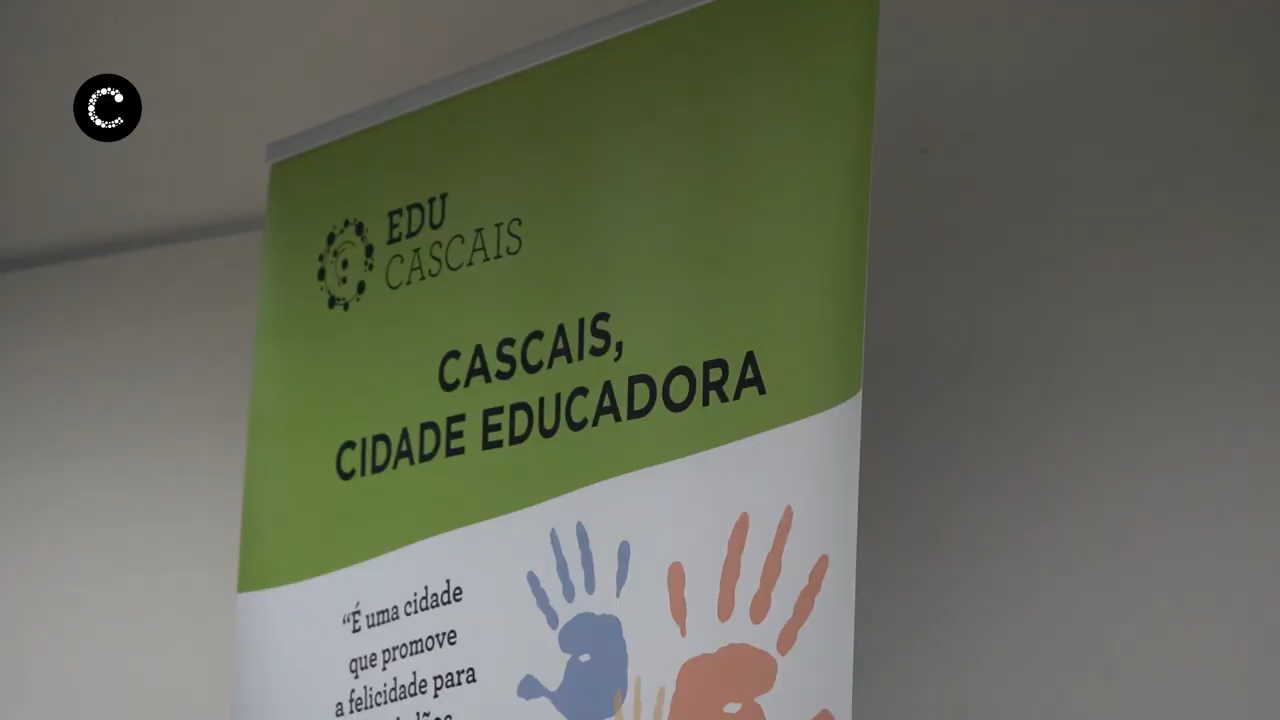 C
EDU
CASCAIS
CASCAIS,
CIDADE EDUCADORA
“É uma cidade
que promove
a felicidade para